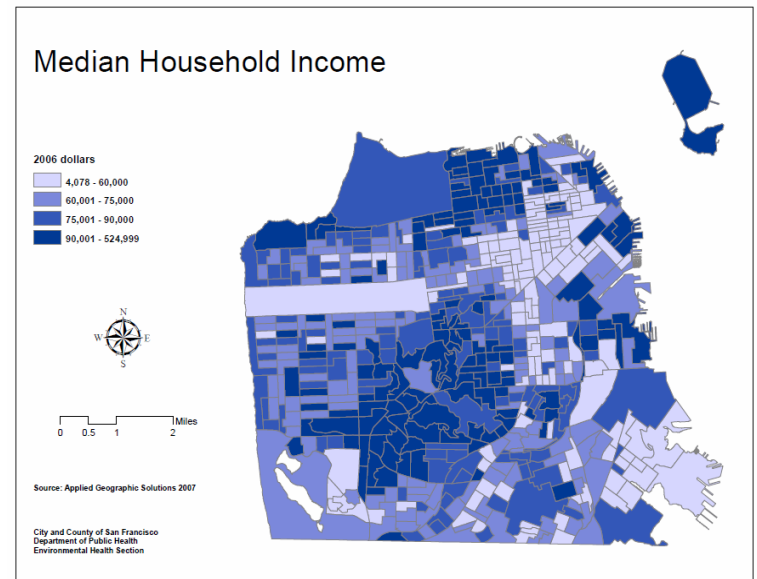 Median Household Income
2006 dollars
4,078 - 60,000
60,001 - 75,000
75,001 - 90,000
90,001 - 524,999
N
W E
S
Miles
0 0.5 1 2
Source: Applied Geographic Solutions 2007
City and County of San Francisco
Department of Public Health
Environmental Health Section